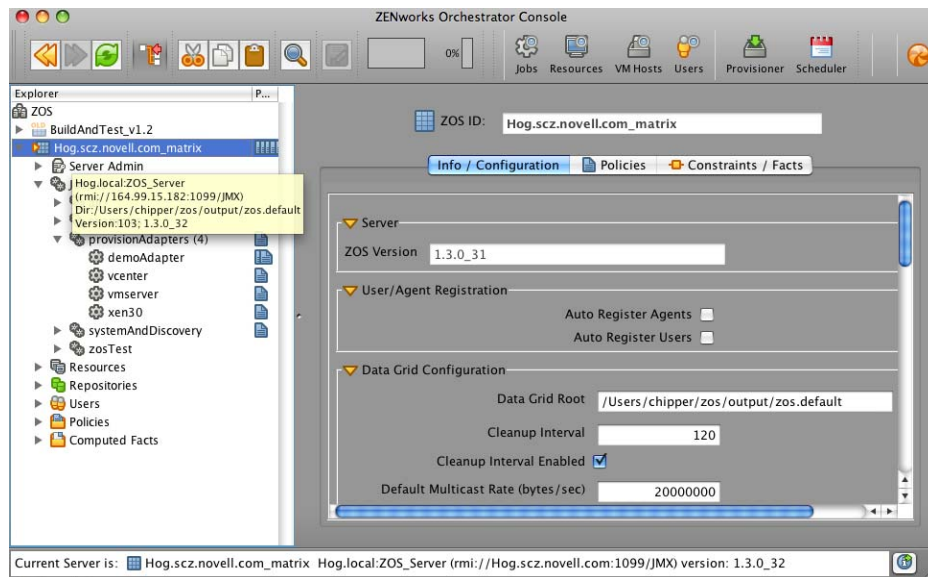 ZENworks Orchestrator Console
0%
Jobs Resources VM Hosts Users Provisioner Scheduler
Explorer P...
ZOS
OLD
BuildAndTest_v1.2
Hog.scz.novell.com_matrix
Server Admin
J
Hog.local:ZOS_Server
(rmi://164.99.15.182:1099/JMX)
Dir:/Users/chipper/zos/output/zos.default
Version:103; 1.3.0_32
provisionAdapters (4)
demoAdapter
vcenter
vmserver
xen30
systemAndDiscovery
zosTest
Resources
Repositories
Users
Policies
Computed Facts
ZOS ID: Hog.scz.novell.com_matrix
Info / Configuration Policies Constraints / Facts
Server
ZOS Version 1.3.0_31
User/Agent Registration
Auto Register Agents
Auto Register Users
Data Grid Configuration
Data Grid Root /Users/chipper/zos/output/zos.default
Cleanup Interval 120
Cleanup Interval Enabled
Default Multicast Rate (bytes/sec) 20000000
Current Server is: Hog.scz.novell.com_matrix Hog.local:ZOS_Server (rmi://Hog.scz.novell.com:1099/JMX) version: 1.3.0_32